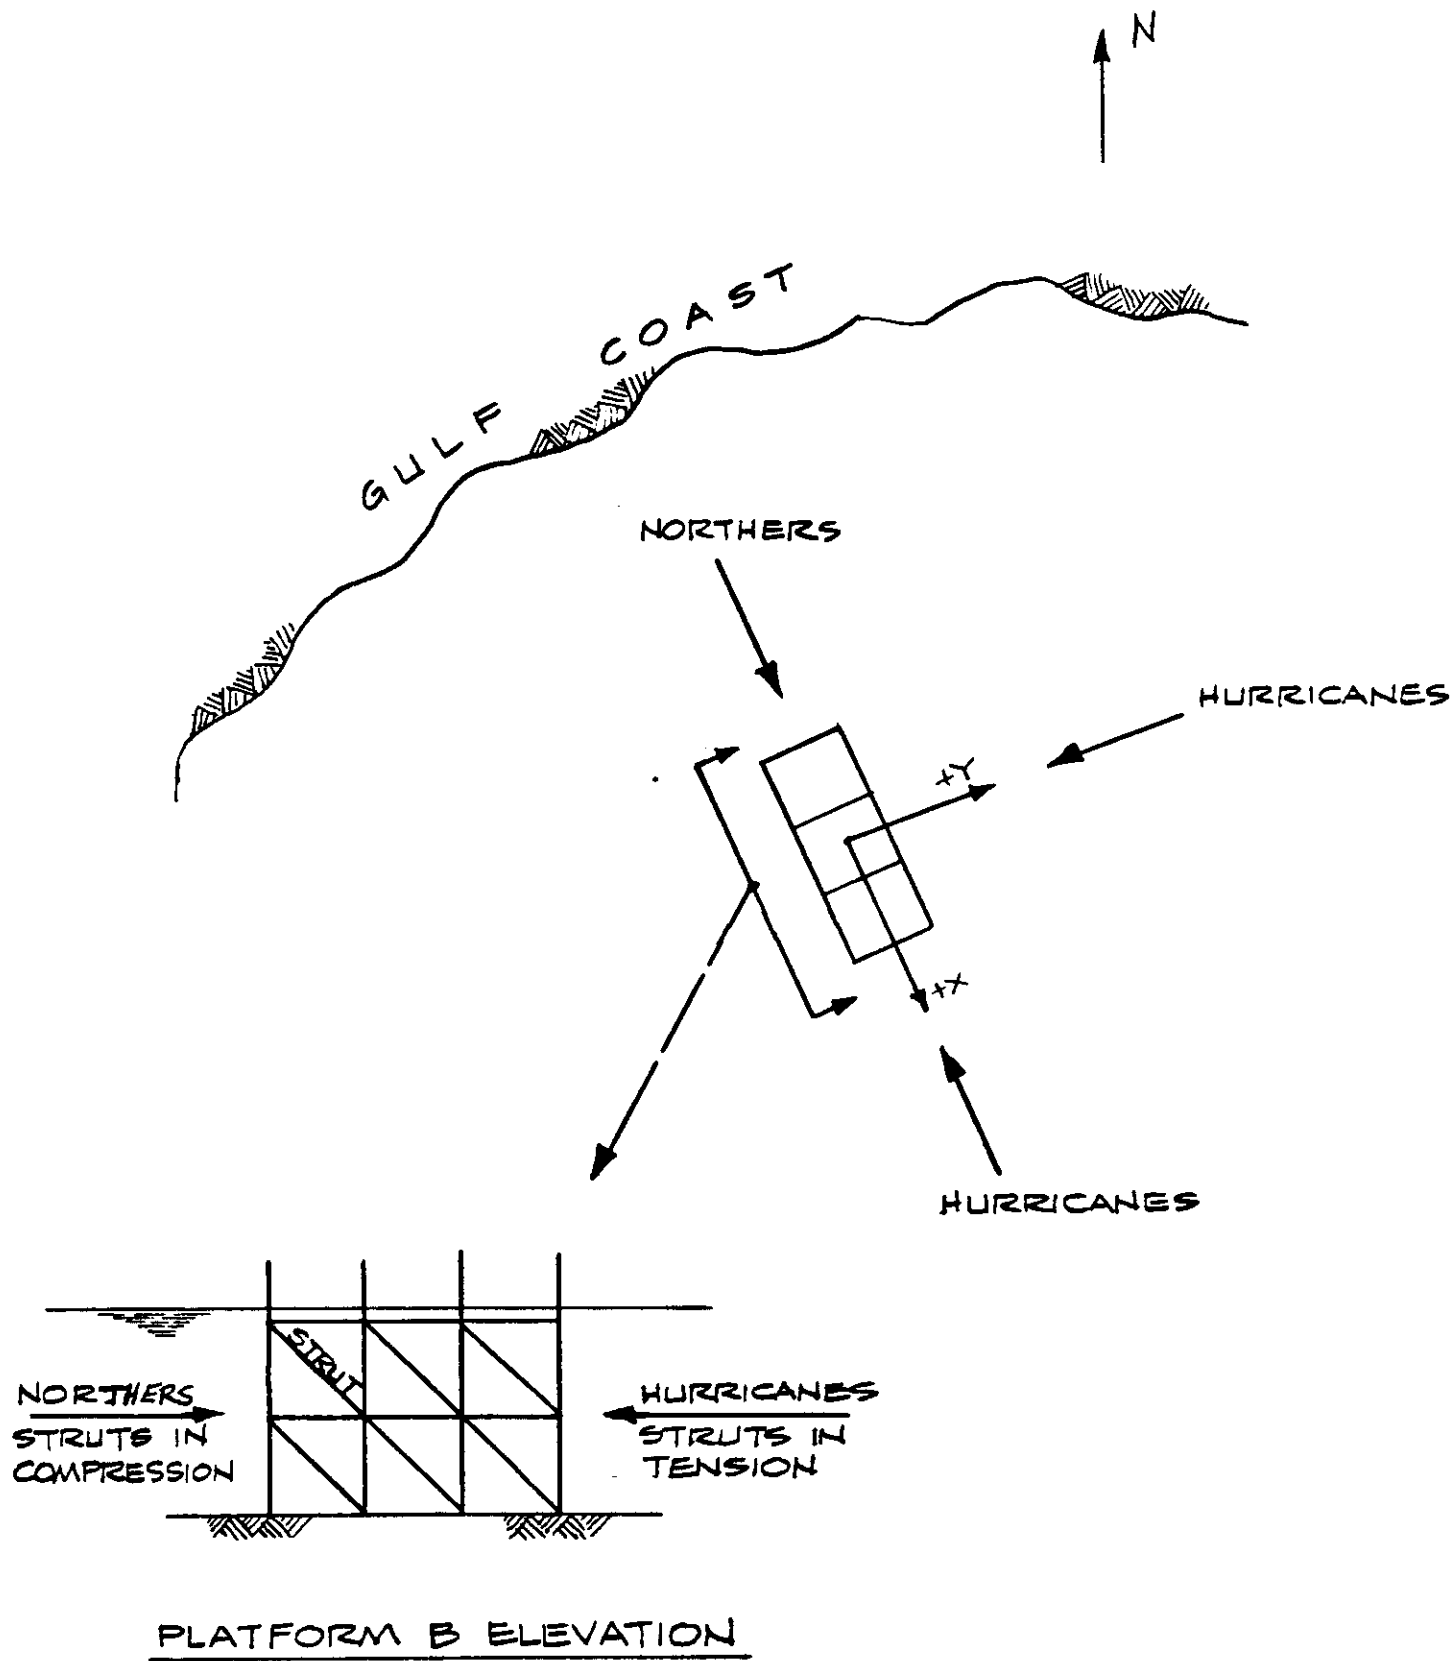 N
GULF COAST
NORTHERS
HURRICANES
+Y
+X
HURRICANES
STRUT
NORTHERS
STRUTS IN
COMPRESSION
HURRICANES
STRUTS IN
TENSION
PLATFORM B ELEVATION